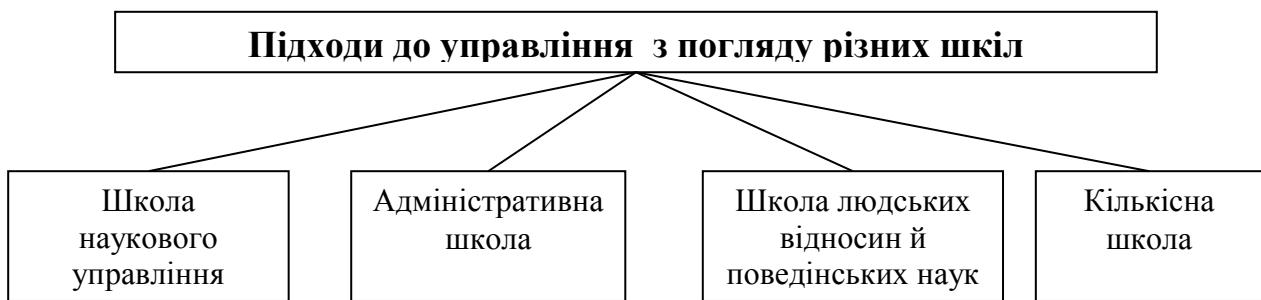 Підходи до управління з погляду різних шкіл
Школа
наукового
управління
Адміністративна
школа
Школа людських
відносин й
поведінських наук
Кількісна
школа